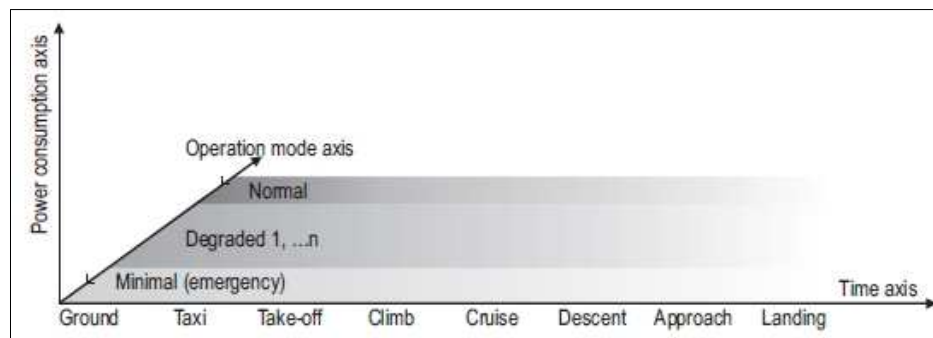 Power consumption axis
Operation mode axis
Normal
Degraded 1, ...n
Minimal (emergency)
Time axis
Ground Taxi Take-off Climb Cruise Descent Approach Landing